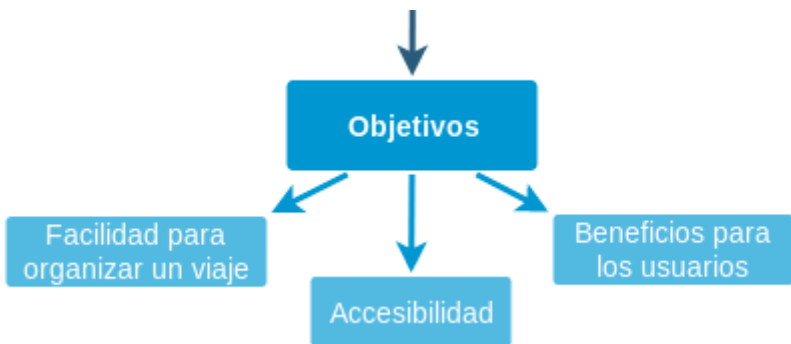 Objetivos
Facilidad para
organizar un viaje
Accesibilidad
Beneficios para
los usuarios